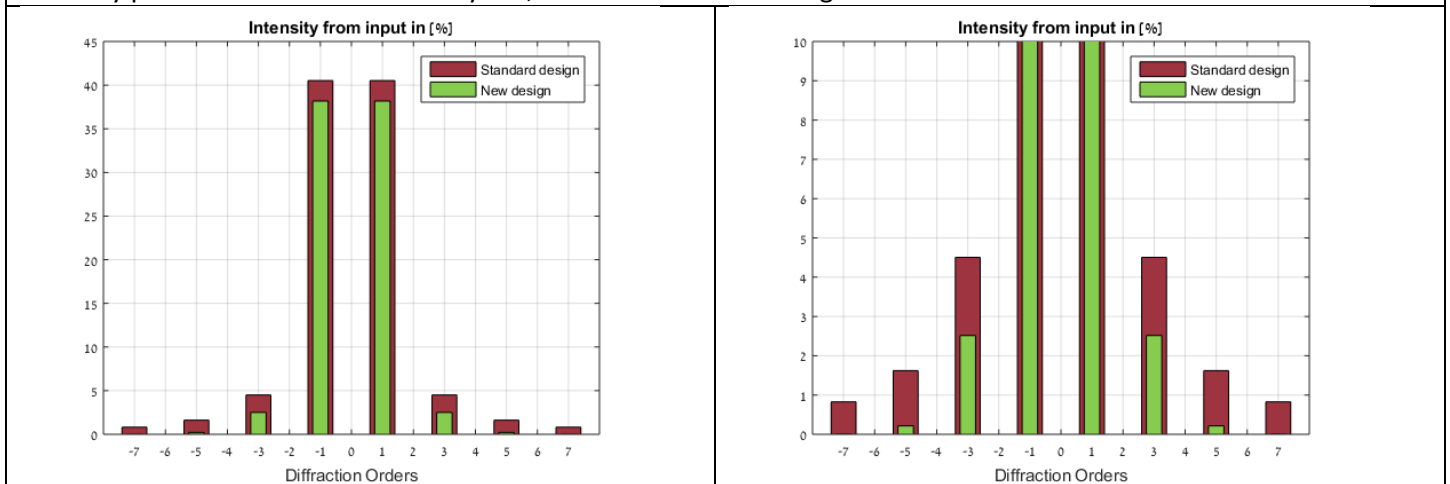 Intensity from input in [%]
45
40
35
30
25
20
15
10
5
0
Standard design
New design
-7 -6 -5 -4 -3 -2 -1 0 1 2 3 4 5 6 7
Diffraction Orders
Intensity from input in [%]
10
9
8
7
6
5
4
3
2
1
0
Standard design
New design
-7 -6 -5 -4 -3 -2 -1 0 1 2 3 4 5 6 7
Diffraction Orders